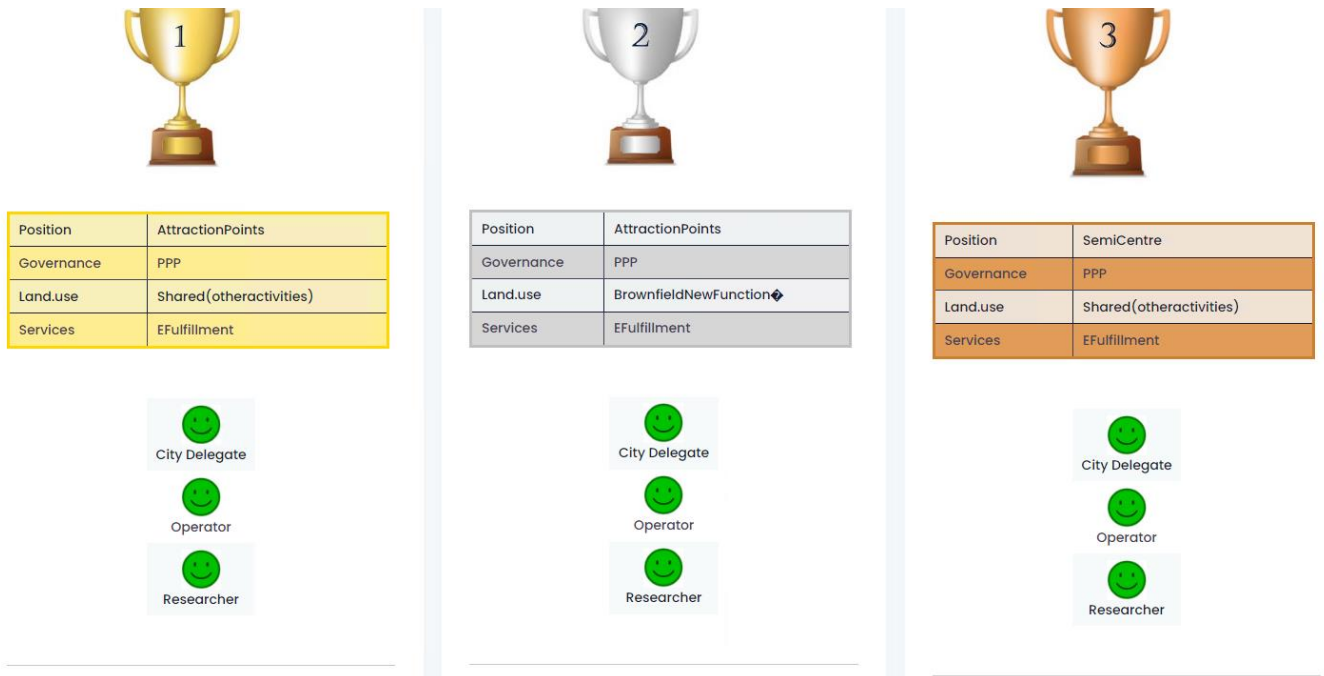 1
Position AttractionPoints
Governance PPP
Land.use Shared(otheractivities)
Services EFulfillment
City Delegate
Operator
Researcher
2
Position AttractionPoints
Governance PPP
Land.use BrownfieldNewFunction�
Services EFulfillment
City Delegate
Operator
Researcher
3
Position SemiCentre
Governance PPP
Land.use Shared(otheractivities)
Services EFulfillment
City Delegate
Operator
Researcher